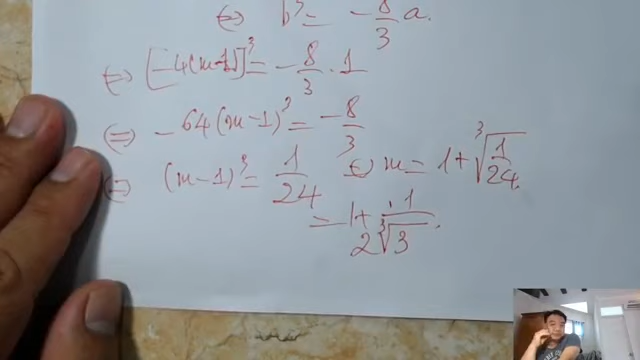 ⇔ b³ = -8/3 a.
⇔ [-4(m-1)]³ = -8/3 . 1
⇔ -64(m-1)³ = -8/3
⇔ (m-1)³ = 1/24 ⇔ m = 1 + ∛(1/24)
= 1 + 1/(2∛3).